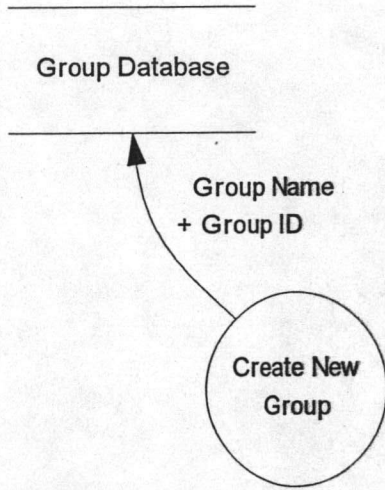 Group Database
Group Name
+ Group ID
Create New
Group